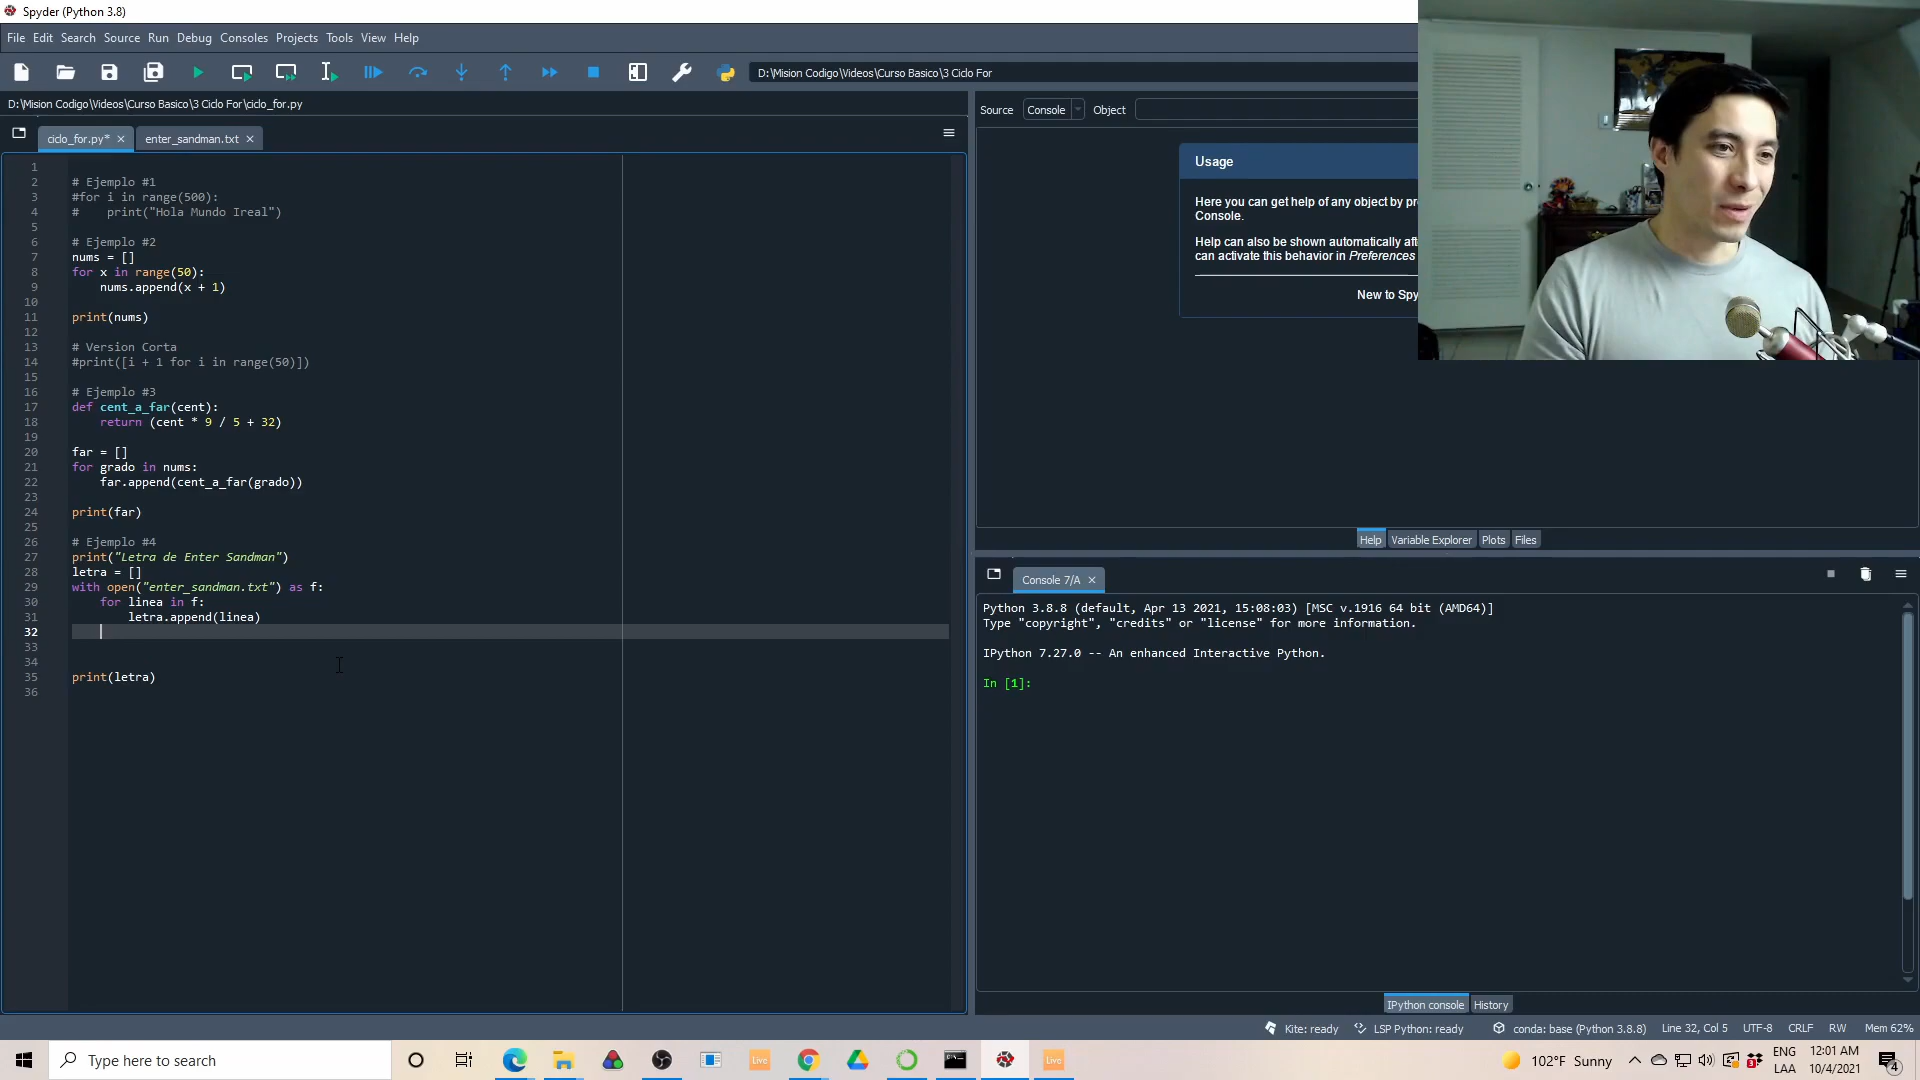 Spyder (Python 3.8)
File Edit Search Source Run Debug Consoles Projects Tools View Help
D:\Mision Codigo\Videos\Curso Basico\3 Ciclo For
D:\Mision Codigo\Videos\Curso Basico\3 Ciclo For\ciclo_for.py
ciclo_for.py*
enter_sandman.txt
1
2 # Ejemplo #1
3 #for i in range(500):
4 #    print("Hola Mundo Ireal")
5
6 # Ejemplo #2
7 nums = []
8 for x in range(50):
9     nums.append(x + 1)
10
11 print(nums)
12
13 # Version Corta
14 #print([i + 1 for i in range(50)])
15
16 # Ejemplo #3
17 def cent_a_far(cent):
18     return (cent * 9 / 5 + 32)
19
20 far = []
21 for grado in nums:
22     far.append(cent_a_far(grado))
23
24 print(far)
25
26 # Ejemplo #4
27 print("Letra de Enter Sandman")
28 letra = []
29 with open("enter_sandman.txt") as f:
30     for linea in f:
31         letra.append(linea)
32
33
34
35 print(letra)
36
Source Console Object
Usage
Here you can get help of any object by pr
Console.
Help can also be shown automatically aft
can activate this behavior in Preferences
New to Spy
Help Variable Explorer Plots Files
Console 7/A
Python 3.8.8 (default, Apr 13 2021, 15:08:03) [MSC v.1916 64 bit (AMD64)]
Type "copyright", "credits" or "license" for more information.
IPython 7.27.0 -- An enhanced Interactive Python.
In [1]:
IPython console History
Kite: ready LSP Python: ready conda: base (Python 3.8.8) Line 32, Col 5 UTF-8 CRLF RW Mem 62%
Type here to search
Live
Live
102°F Sunny
ENG
LAA
12:01 AM
10/4/2021
4